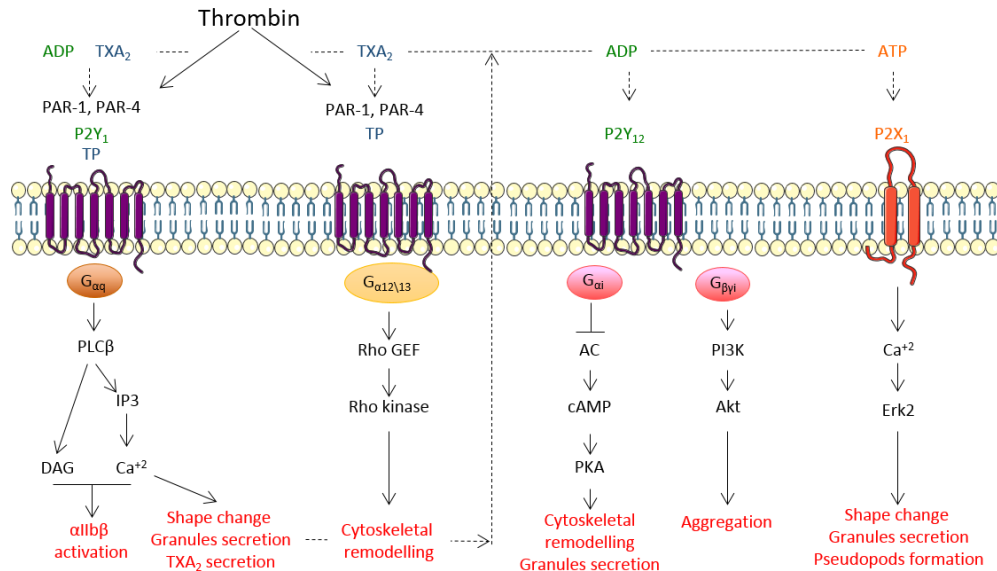 Thrombin
ADP TXA₂
TXA₂
ADP
ATP
PAR-1, PAR-4
P2Y₁
TP
PAR-1, PAR-4
TP
P2Y₁₂
P2X₁
Gαq
Gα12\13
Gαi
Gβγi
PLCβ
Rho GEF
AC
PI3K
Ca⁺²
IP3
Rho kinase
cAMP
Akt
Erk2
DAG
Ca⁺²
PKA
αIIbβ
activation
Shape change
Granules secretion
TXA₂ secretion
Cytoskeletal
remodelling
Cytoskeletal
remodelling
Granules secretion
Aggregation
Shape change
Granules secretion
Pseudopods formation